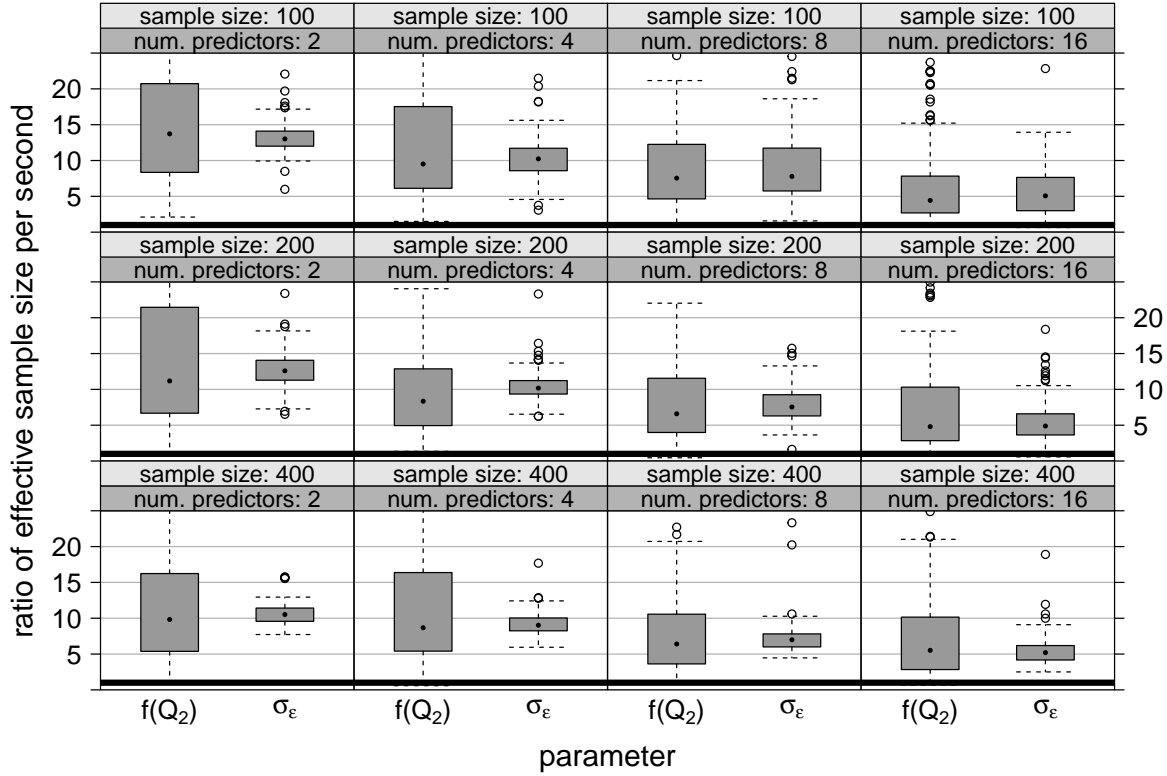 sample size: 100 sample size: 100 sample size: 100 sample size: 100
num. predictors: 2 num. predictors: 4 num. predictors: 8 num. predictors: 16
20
15
10
5
sample size: 200 sample size: 200 sample size: 200 sample size: 200
num. predictors: 2 num. predictors: 4 num. predictors: 8 num. predictors: 16
20
15
10
5
sample size: 400 sample size: 400 sample size: 400 sample size: 400
num. predictors: 2 num. predictors: 4 num. predictors: 8 num. predictors: 16
20
15
10
5
f(Q₂) σε f(Q₂) σε f(Q₂) σε f(Q₂) σε
parameter
ratio of effective sample size per second